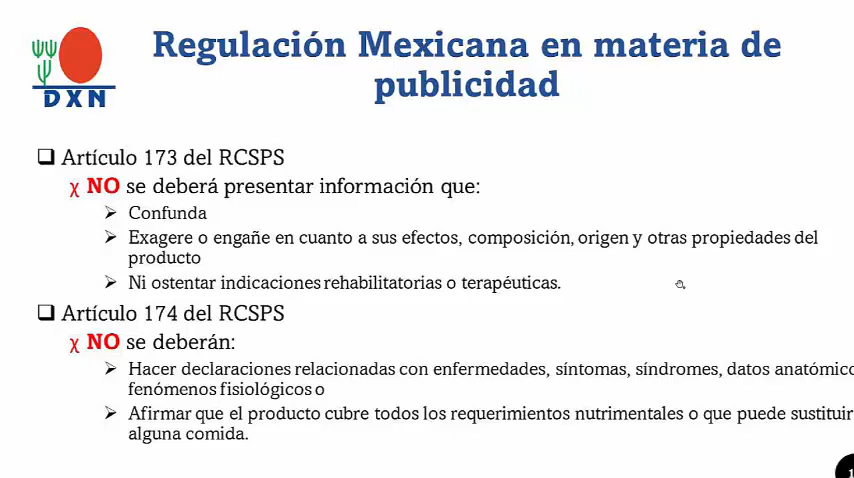 DXN
Regulación Mexicana en materia de
publicidad
Artículo 173 del RCSPS
χ NO se deberá presentar información que:
Confunda
Exagere o engañe en cuanto a sus efectos, composición, origen y otras propiedades del
producto
Ni ostentar indicaciones rehabilitatorias o terapéuticas.
Artículo 174 del RCSPS
χ NO se deberán:
Hacer declaraciones relacionadas con enfermedades, síntomas, síndromes, datos anatómico
fenómenos fisiológicos o
Afirmar que el producto cubre todos los requerimientos nutrimentales o que puede sustituir
alguna comida.
1